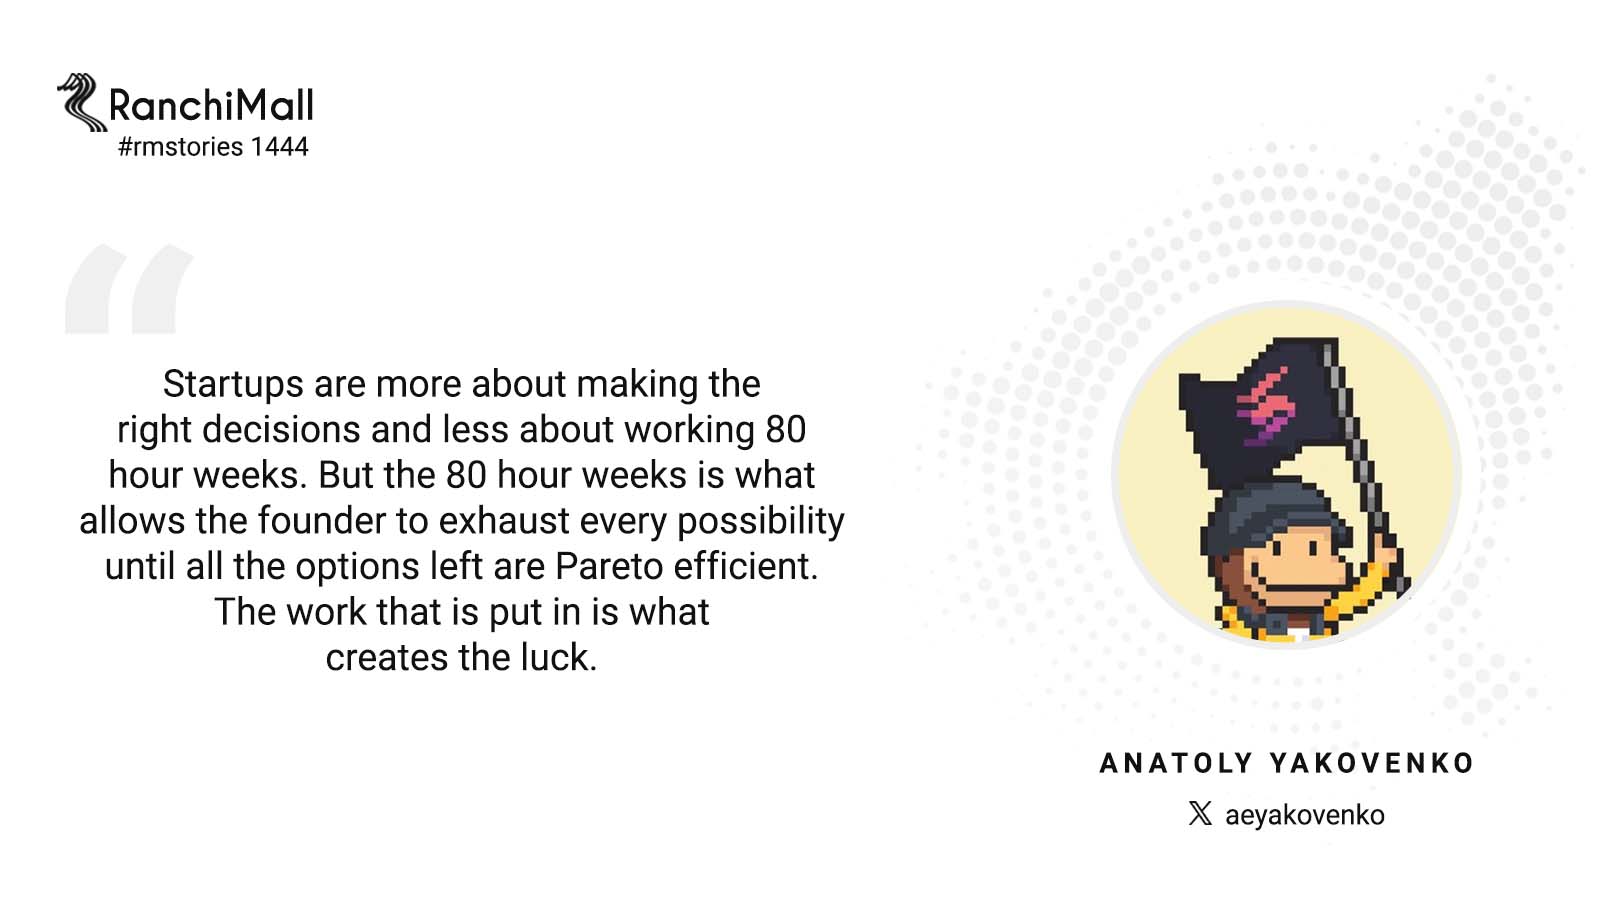 RanchiMall
#rmstories 1444
“
Startups are more about making the
right decisions and less about working 80
hour weeks. But the 80 hour weeks is what
allows the founder to exhaust every possibility
until all the options left are Pareto efficient.
The work that is put in is what
creates the luck.
ANATOLY YAKOVENKO
𝕏 aeyakovenko